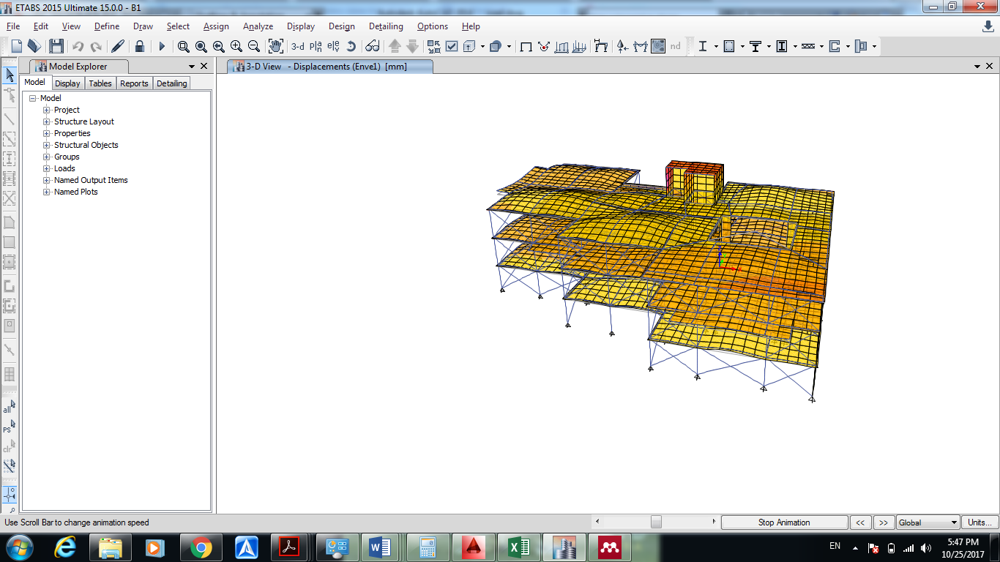 ETABS 2015 Ultimate 15.0.0 - B1
File Edit View Define Draw Select Assign Analyze Display Design Detailing Options Help
3-d nd
Model Explorer
3-D View - Displacements (Enve1) [mm]
Model Display Tables Reports Detailing
Model
Project
Structure Layout
Properties
Structural Objects
Groups
Loads
Named Output Items
Named Plots
all
PS
clr
Use Scroll Bar to change animation speed
Stop Animation << >> Global Units...
EN
5:47 PM
10/25/2017